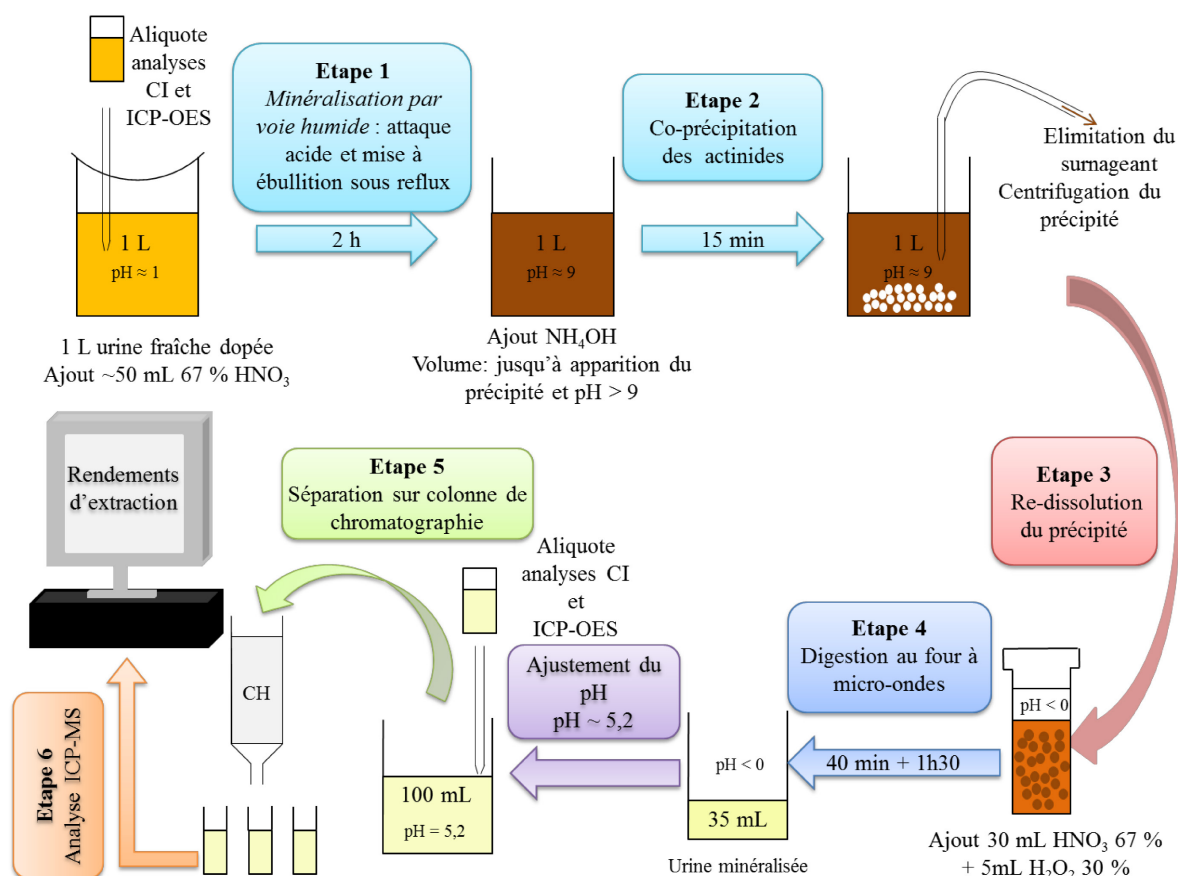 Aliquote
analyses
CI et
ICP-OES
1 L
pH ≈ 1
1 L urine fraîche dopée
Ajout ~50 mL 67 % HNO₃
Etape 1
Minéralisation par
voie humide : attaque
acide et mise à
ébullition sous reflux
2 h
1 L
pH ≈ 9
Ajout NH₄OH
Volume: jusqu’à apparition du
précipité et pH > 9
Etape 2
Co-précipitation
des actinides
15 min
1 L
pH ≈ 9
Elimitation du
surnageant
Centrifugation du
précipité
Etape 3
Re-dissolution
du précipité
pH < 0
Ajout 30 mL HNO₃ 67 %
+ 5mL H₂O₂ 30 %
Etape 4
Digestion au four à
micro-ondes
40 min + 1h30
pH < 0
35 mL
Urine minéralisée
Ajustement du
pH
pH ~ 5,2
Aliquote
analyses CI
et
ICP-OES
100 mL
pH = 5,2
Etape 5
Séparation sur colonne de
chromatographie
CH
Etape 6
Analyse ICP-MS
Rendements
d’extraction